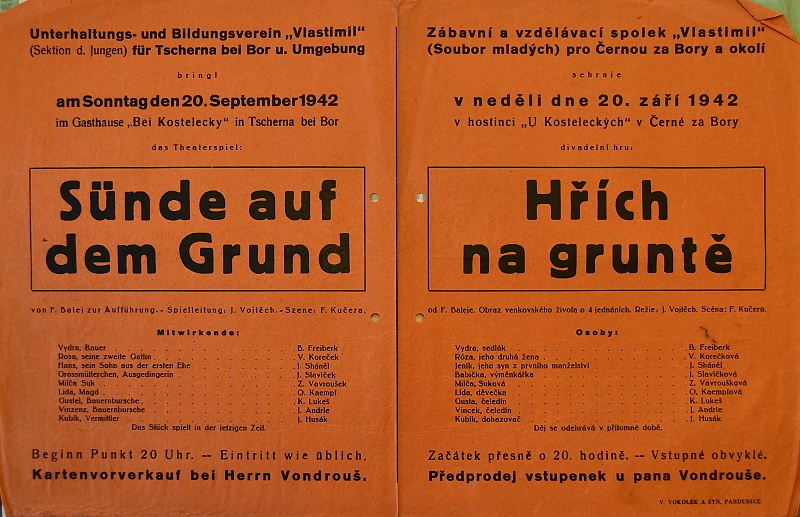 Unterhaltungs- und Bildungsverein „Vlastimil"
(Sektion d. Jungen) für Tscherna bei Bor u. Umgebung
bringt
am Sonntag den 20. September 1942
im Gasthause „Bei Kostelecky" in Tscherna bei Bor
das Theaterspiel:
Sünde auf
dem Grund
von F. Balej zur Aufführung. - Spielleitung: J. Vojtěch. - Szene: F. Kučera.
Mitwirkende:
Vydra, Bauer . . . . . . . . . B. Freiberk
Rosa, seine zweite Gattin . . . . . . . V. Koreček
Hans, sein Sohn aus der ersten Ehe . . . . . . J. Sháněl
Grossmütterchen, Ausgedingerin . . . . . . J. Slavíček
Milča Suk . . . . . . . . . Z. Vavroušek
Lida, Magd . . . . . . . . . O. Kaempf
Gustel, Bauernbursche . . . . . . . K. Lukeš
Vinzenz, Bauernbursche . . . . . . . J. Andrle
Kubík, Vermittler . . . . . . . . J. Husák
Das Stück spielt in der jetzigen Zeit.
Beginn Punkt 20 Uhr. -- Eintritt wie üblich.
Kartenvorverkauf bei Herrn Vondrouš.
Zábavní a vzdělávací spolek „Vlastimil"
(Soubor mladých) pro Černou za Bory a okolí
sehraje
v neděli dne 20. září 1942
v hostinci „U Kosteleckých" v Černé za Bory
divadelní hru:
Hřích
na gruntě
od F. Baleje. Obraz venkovského života o 4 jednáních. Režie: J. Vojtěch. Scéna: F. Kučera.
Osoby:
Vydra, sedlák . . . . . . . . . B. Freiberk
Róza, jeho druhá žena . . . . . . . V. Korečková
Jeník, jeho syn z prvního manželství . . . . . J. Sháněl
Babička, výměnkářka . . . . . . . J. Slavíčková
Milča, Suková . . . . . . . . Z. Vavroušková
Lída, děvečka . . . . . . . . O. Kaempfová
Gusta, čeledín . . . . . . . . K. Lukeš
Vincek, čeledín . . . . . . . . J. Andrle
Kubík, dohazovač . . . . . . . . J. Husák
Děj se odehrává v přítomné době.
Začátek přesně o 20. hodině. -- Vstupné obvyklé.
Předprodej vstupenek u pana Vondrouše.
V. VOKOLEK A SYN, PARDUBICE.